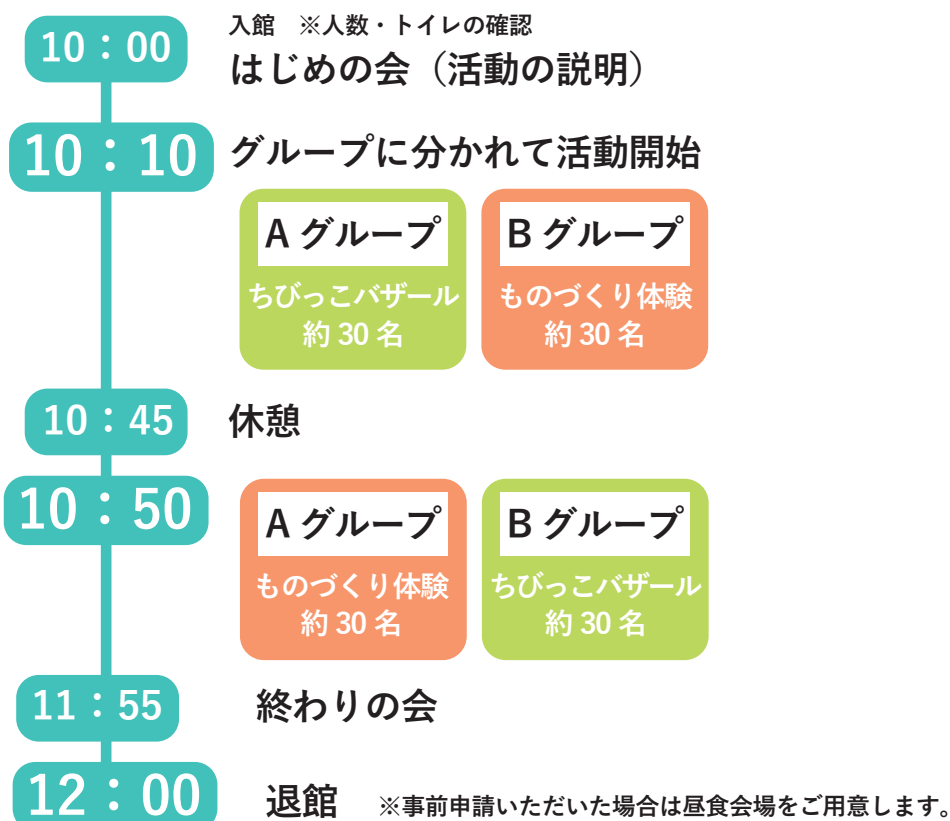 10：00
入館　※人数・トイレの確認
はじめの会（活動の説明）
10：10
グループに分かれて活動開始
A グループ
ちびっこバザール
約 30 名
B グループ
ものづくり体験
約 30 名
10：45
休憩
10：50
A グループ
ものづくり体験
約 30 名
B グループ
ちびっこバザール
約 30 名
11：55
終わりの会
12：00
退館　※事前申請いただいた場合は昼食会場をご用意します。